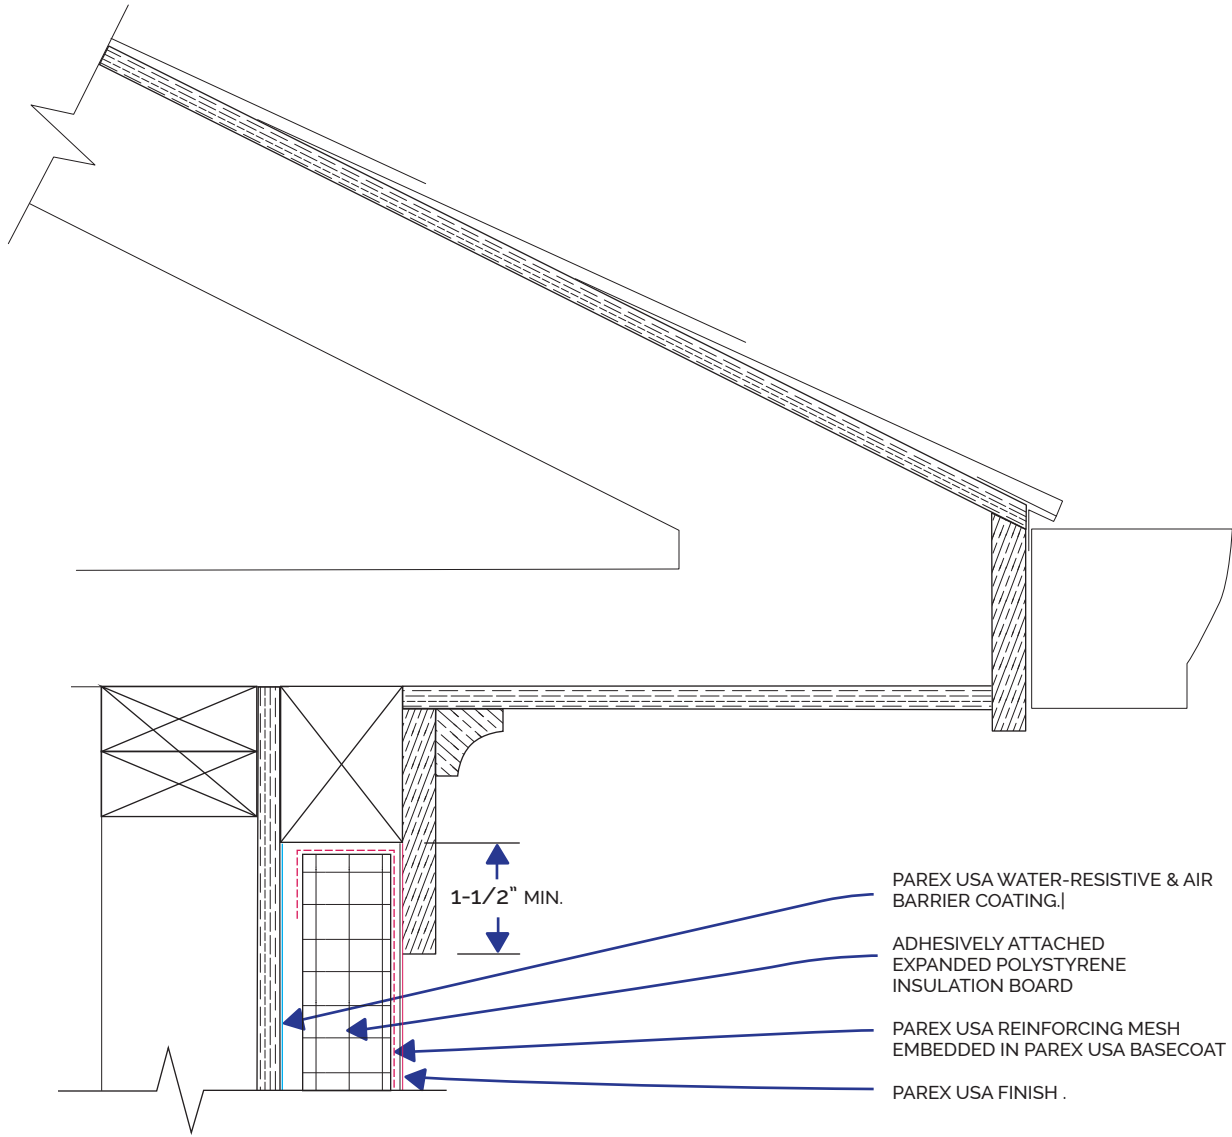 1-1/2" MIN.
PAREX USA WATER-RESISTIVE & AIR
BARRIER COATING.|
ADHESIVELY ATTACHED
EXPANDED POLYSTYRENE
INSULATION BOARD
PAREX USA REINFORCING MESH
EMBEDDED IN PAREX USA BASECOAT
PAREX USA FINISH .